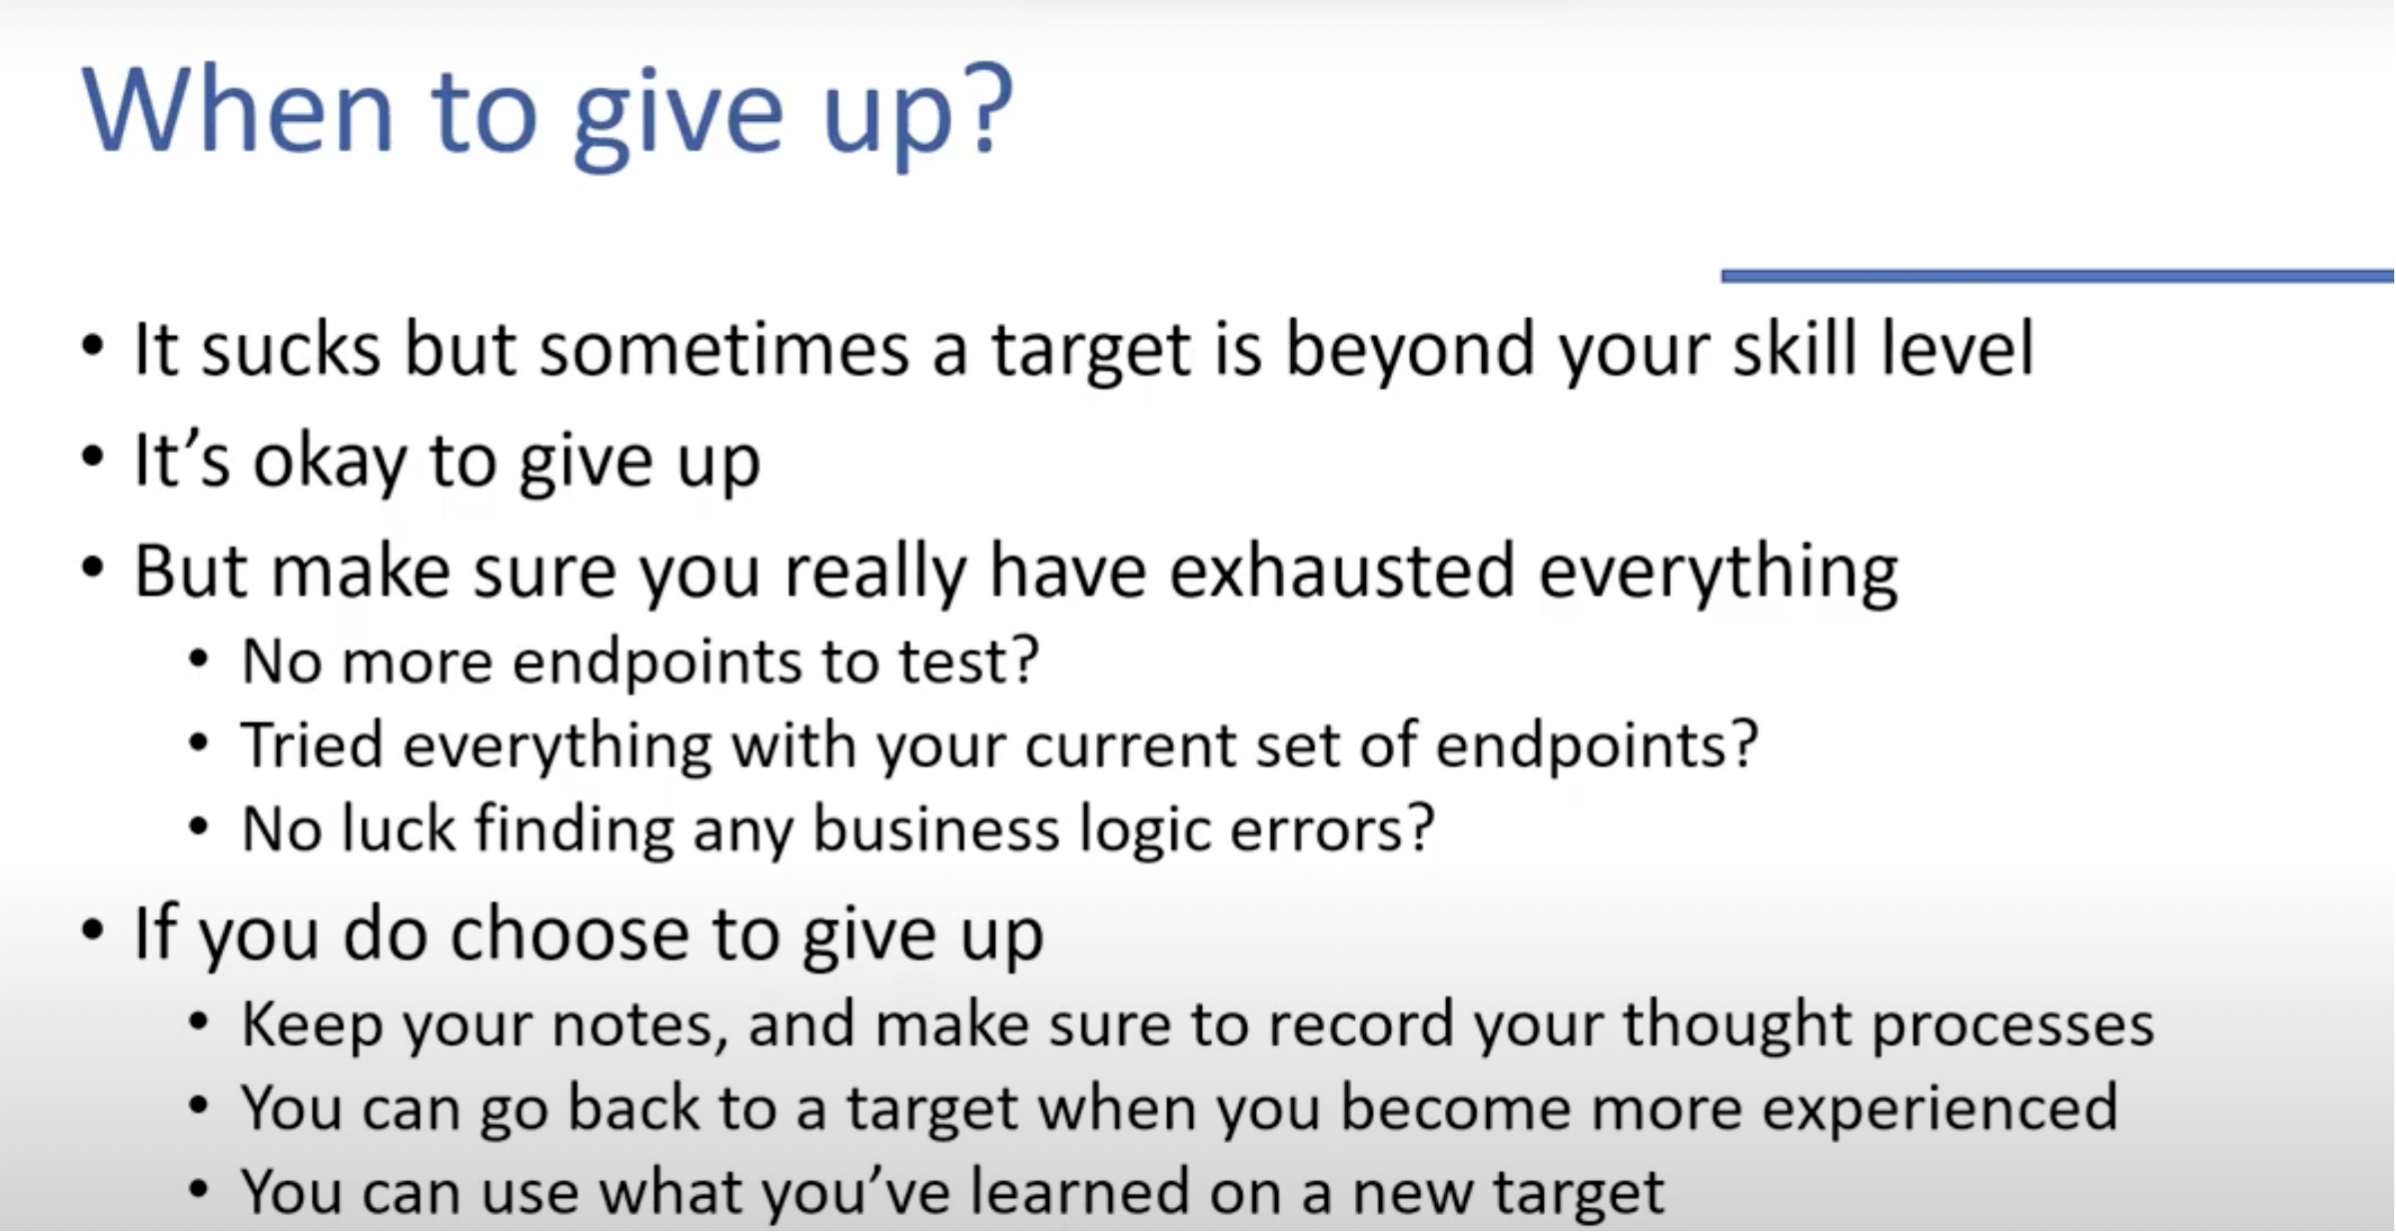 When to give up?
• It sucks but sometimes a target is beyond your skill level
• It’s okay to give up
• But make sure you really have exhausted everything
• No more endpoints to test?
• Tried everything with your current set of endpoints?
• No luck finding any business logic errors?
• If you do choose to give up
• Keep your notes, and make sure to record your thought processes
• You can go back to a target when you become more experienced
• You can use what you’ve learned on a new target